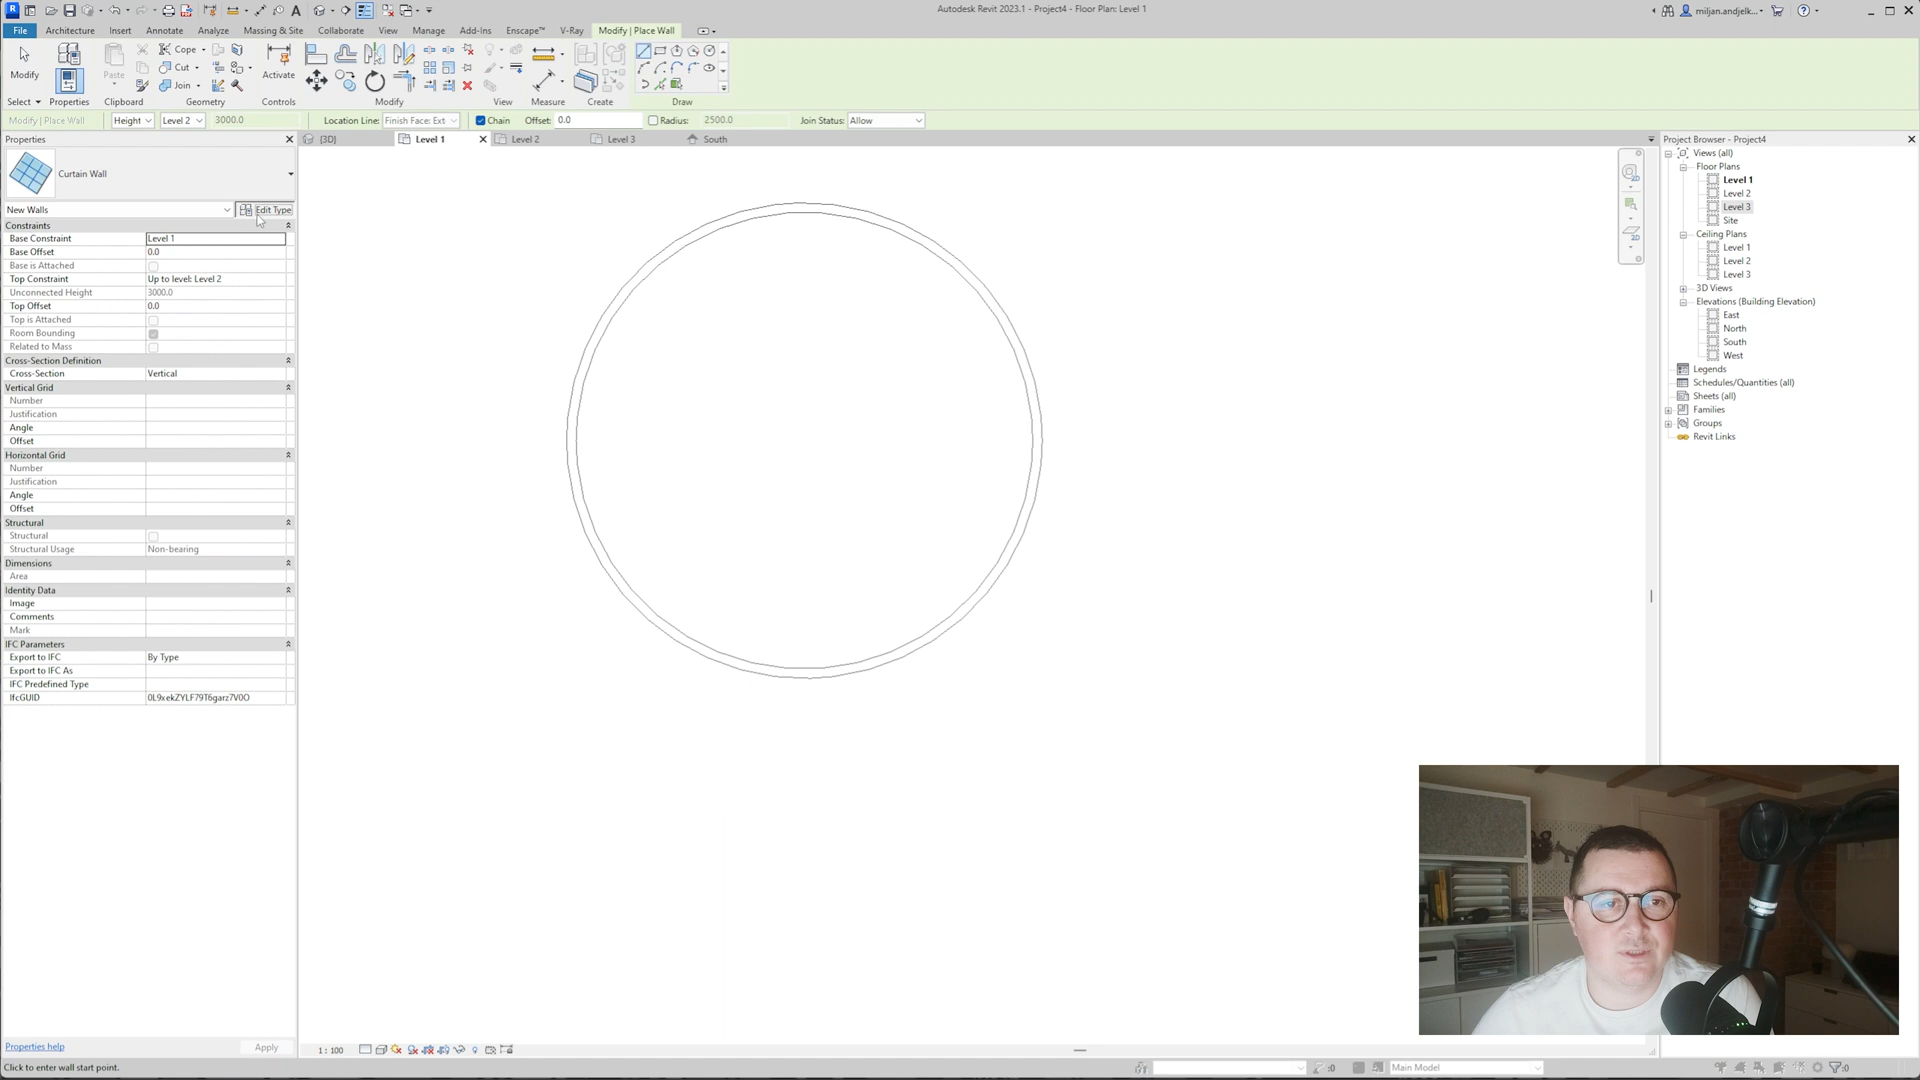 Autodesk Revit 2023.1 - Project4 - Floor Plan: Level 1
miljan.andjelk...
File Architecture Insert Annotate Analyze Massing & Site Collaborate View Manage Add-Ins Enscape™ V-Ray Modify | Place Wall
Modify
Paste
Cope
Cut
Join
Activate
Select Properties Clipboard Geometry Controls Modify View Measure Create Draw
Modify | Place Wall Height Level 2 3000.0 Location Line: Finish Face: Ext Chain Offset: 0.0 Radius: 2500.0 Join Status: Allow
Properties
{3D} Level 1 Level 2 Level 3 South
Curtain Wall
New Walls Edit Type
Constraints
Base Constraint Level 1
Base Offset 0.0
Base is Attached
Top Constraint Up to level: Level 2
Unconnected Height 3000.0
Top Offset 0.0
Top is Attached
Room Bounding
Related to Mass
Cross-Section Definition
Cross-Section Vertical
Vertical Grid
Number
Justification
Angle
Offset
Horizontal Grid
Number
Justification
Angle
Offset
Structural
Structural
Structural Usage Non-bearing
Dimensions
Area
Identity Data
Image
Comments
Mark
IFC Parameters
Export to IFC By Type
Export to IFC As
IFC Predefined Type
IfcGUID 0L9xekZYLF79T6garz7V0O
Properties help Apply
Project Browser - Project4
Views (all)
Floor Plans
Level 1
Level 2
Level 3
Site
Ceiling Plans
Level 1
Level 2
Level 3
3D Views
Elevations (Building Elevation)
East
North
South
West
Legends
Schedules/Quantities (all)
Sheets (all)
Families
Groups
Revit Links
2D
2D
1 : 100
Click to enter wall start point. :0 Main Model :0